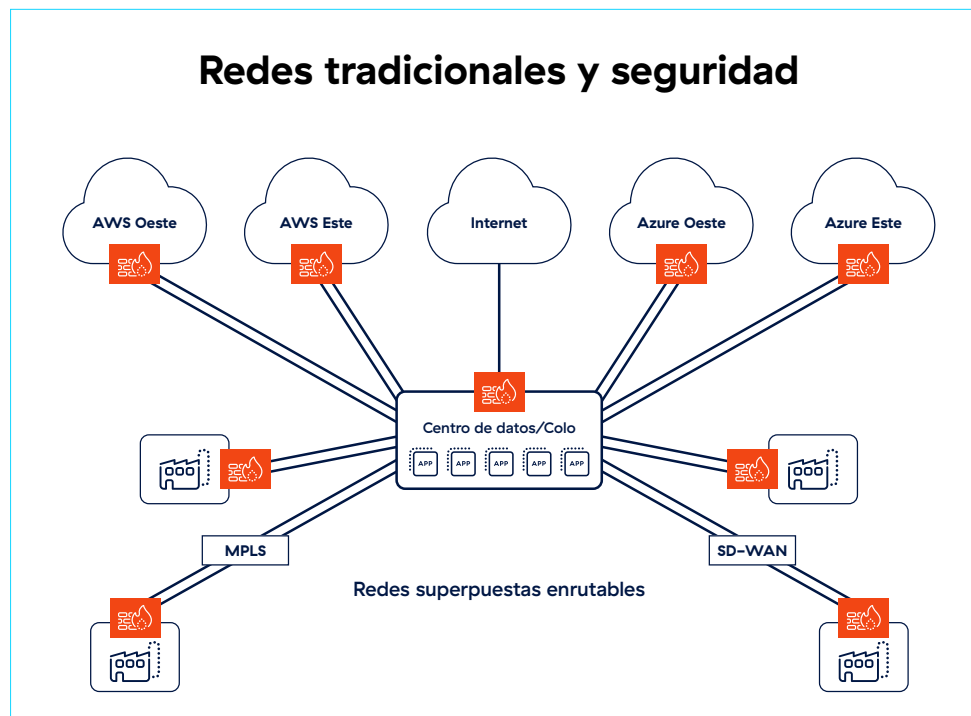 Redes tradicionales y seguridad
AWS Oeste
AWS Este
Internet
Azure Oeste
Azure Este
Centro de datos/Colo
APP
APP
APP
APP
APP
MPLS
SD-WAN
Redes superpuestas enrutables